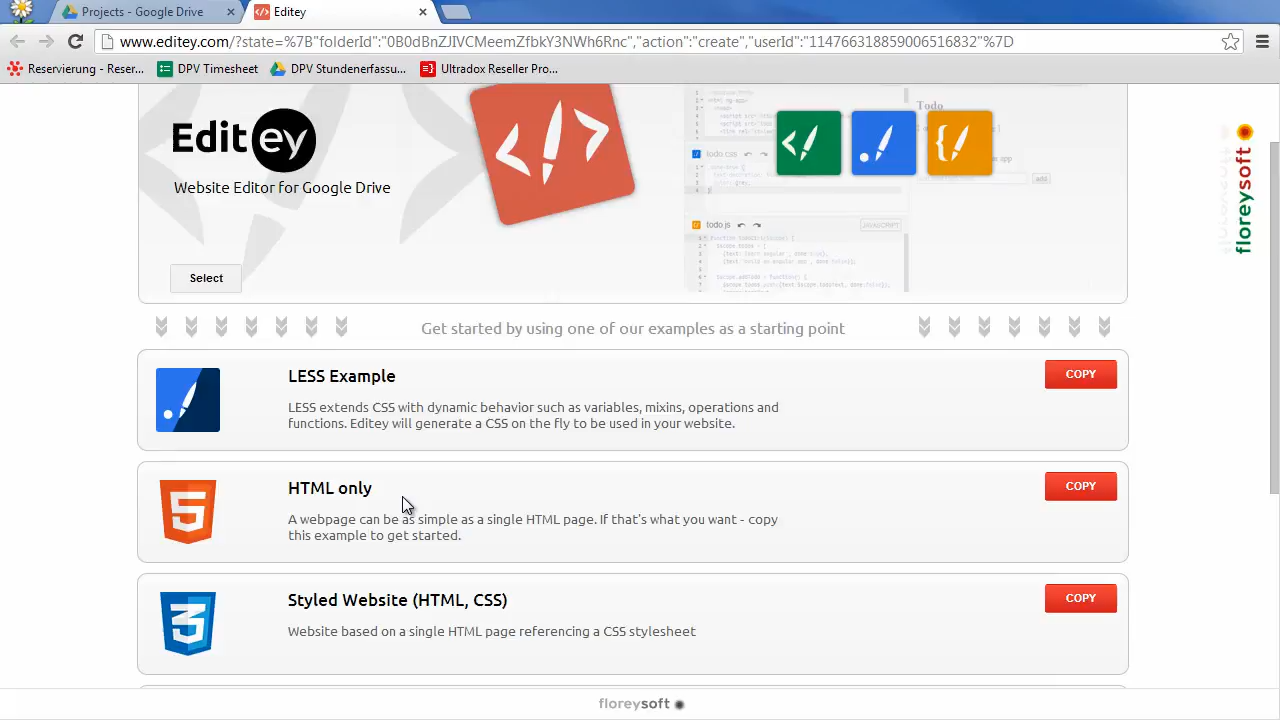 Projects - Google Drive
Editey
www.editey.com/?state=%7B"folderId":"0B0dBnZJIVCMeemZfbkY3NWh6Rnc","action":"create","userId":"114766318859006516832"%7D
Reservierung - Reser...
DPV Timesheet
DPV Stundenerfassu...
Ultradox Reseller Pro...
Editey
Website Editor for Google Drive
Todo
todo.css
todo.js
JAVASCRIPT
add
floreysoft
Select
Get started by using one of our examples as a starting point
LESS Example
COPY
LESS extends CSS with dynamic behavior such as variables, mixins, operations and
functions. Editey will generate a CSS on the fly to be used in your website.
HTML only
COPY
A webpage can be as simple as a single HTML page. If that's what you want - copy
this example to get started.
Styled Website (HTML, CSS)
COPY
Website based on a single HTML page referencing a CSS stylesheet
floreysoft